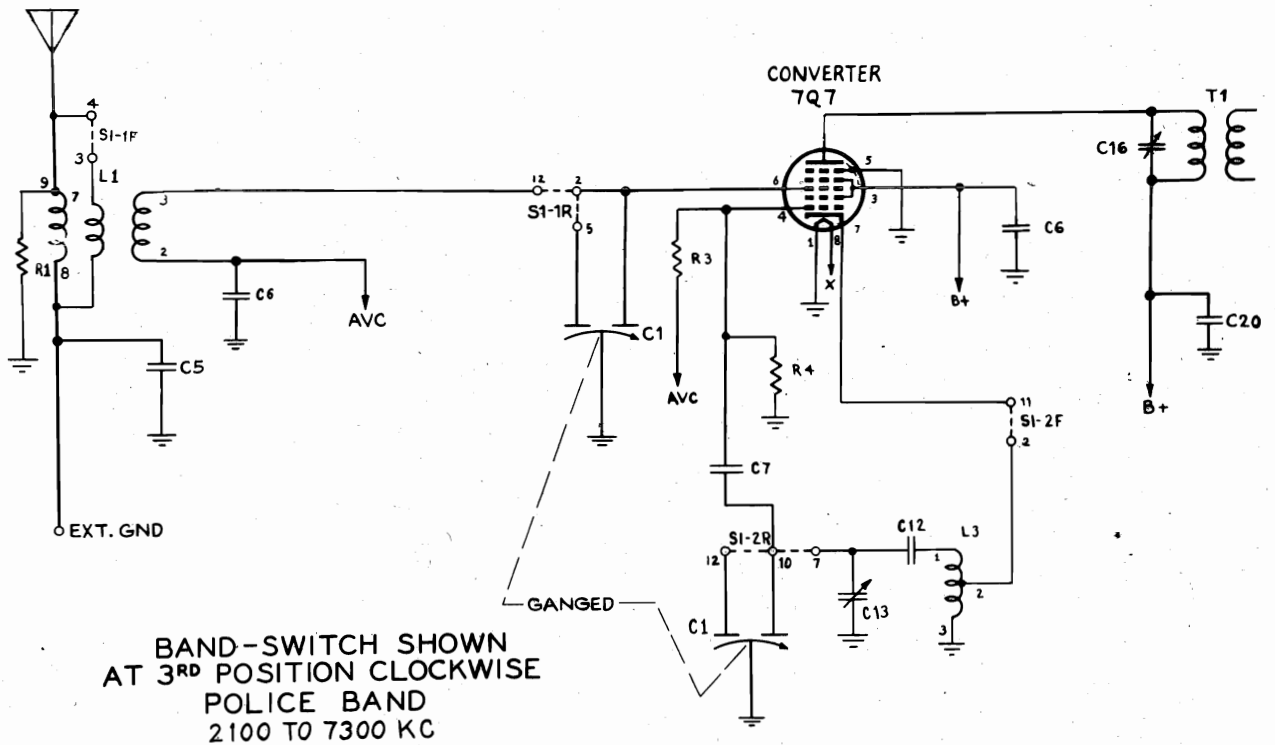 CONVERTER
7Q7
T1
4
S1-1F
3
L1
9
7
3
2
8
R1
C6
AVC
C5
EXT. GND
12
2
S1-1R
5
C1
6
4
5
3
1
8
7
X
R3
AVC
R4
B+
C6
C16
C20
B+
11
S1-2F
2
C7
S1-2R
12
10
7
C12
L3
1
2
3
C13
C1
GANGED
BAND-SWITCH SHOWN
AT 3RD POSITION CLOCKWISE
POLICE BAND
2100 TO 7300 KC